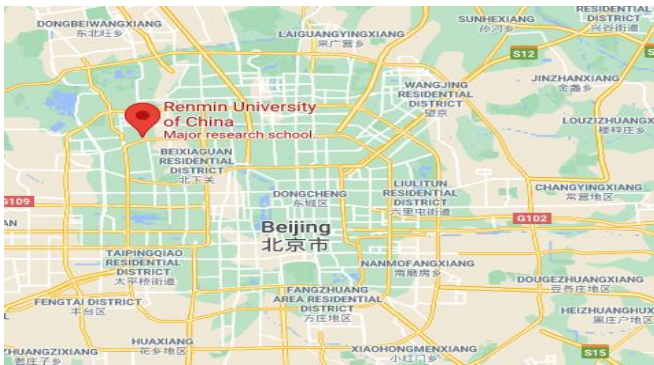 RESIDENTIAL
DISTRICT
兴谷街道
SUNHEXIANG
孙河乡
DONGBEIWANGXIANG
东北旺乡
LAIGUANGYINGXIANG
来广营乡
S12
S
JINZHANXIANG
金盏乡
WANGJING
RESIDENTIAL
DISTRICT
望京
Renmin University
of China
Major research school...
LOUZIZHUANGX
楼梓庄乡
BEIXIAGUAN
RESIDENTIAL
DISTRICT
北下关
LIULITUN
RESIDENTIAL
DISTRICT
六里屯街道
CHANGYINGXIANG
常营地区
DONGCHENG
东城区
G109
G102
AN
Beijing
北京市
TAIPINGQIAO
RESIDENTIAL
DISTRICT
太平桥街道
NANMOFANGXIANG
南磨房乡
DOUGEZHUANGXIANG
豆各庄地区
FANGZHUANG
AREA RESIDENTIAL
DISTRICT
方庄地区
FENGTAI DISTRICT
丰台区
L
HEIZHUANGHUX
黑庄户地区
HUAXIANG
花乡地区
ZHUANGZIXIANG
老庄子乡
XIAOHONGMENXIANG
小红门乡
S15